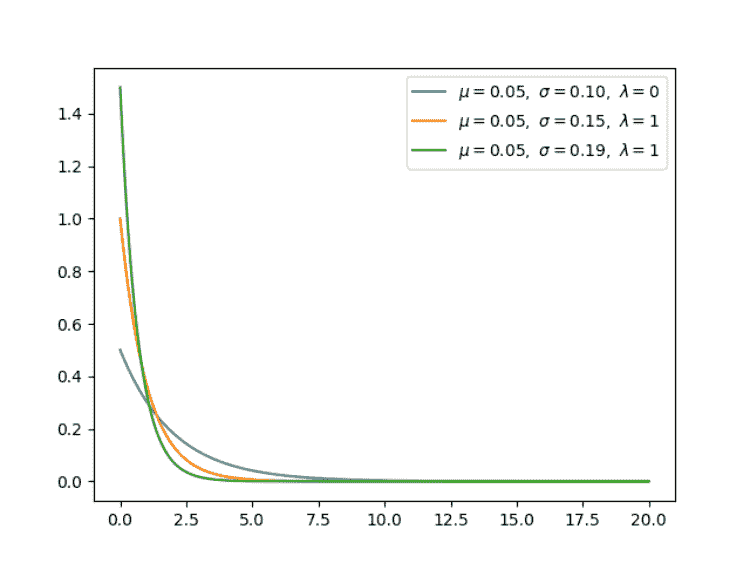 μ = 0.05, σ = 0.10, λ = 0
μ = 0.05, σ = 0.15, λ = 1
μ = 0.05, σ = 0.19, λ = 1
1.4
1.2
1.0
0.8
0.6
0.4
0.2
0.0
0.0 2.5 5.0 7.5 10.0 12.5 15.0 17.5 20.0